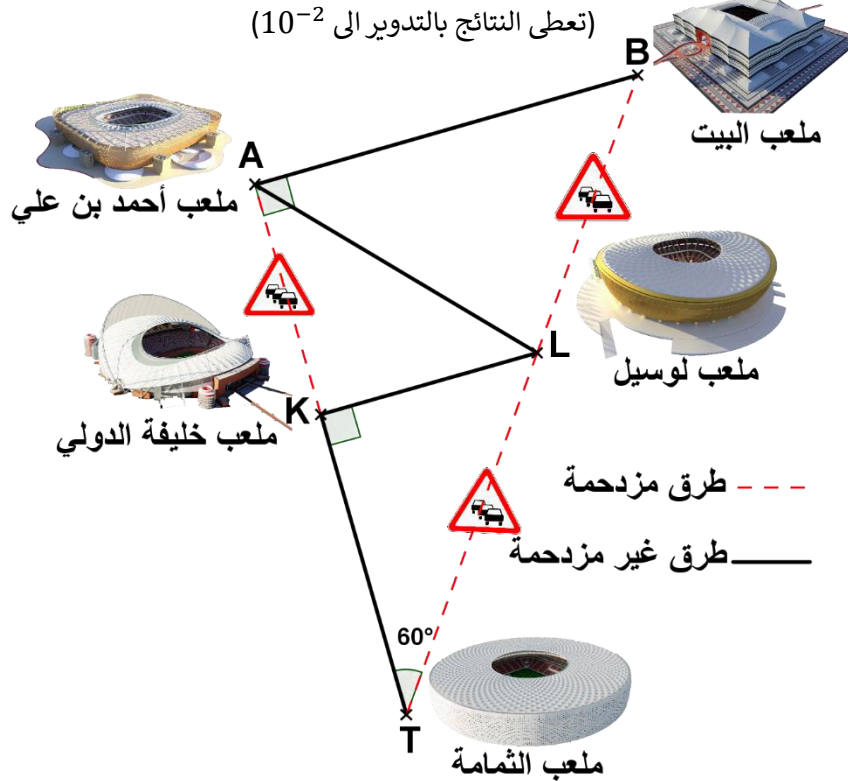 (تعطى النتائج بالتدوير الى 10⁻²)
B
ملعب البيت
A
ملعب أحمد بن علي
L
ملعب لوسيل
K
ملعب خليفة الدولي
طرق مزدحمة
طرق غير مزدحمة
60º
T
ملعب الثمامة